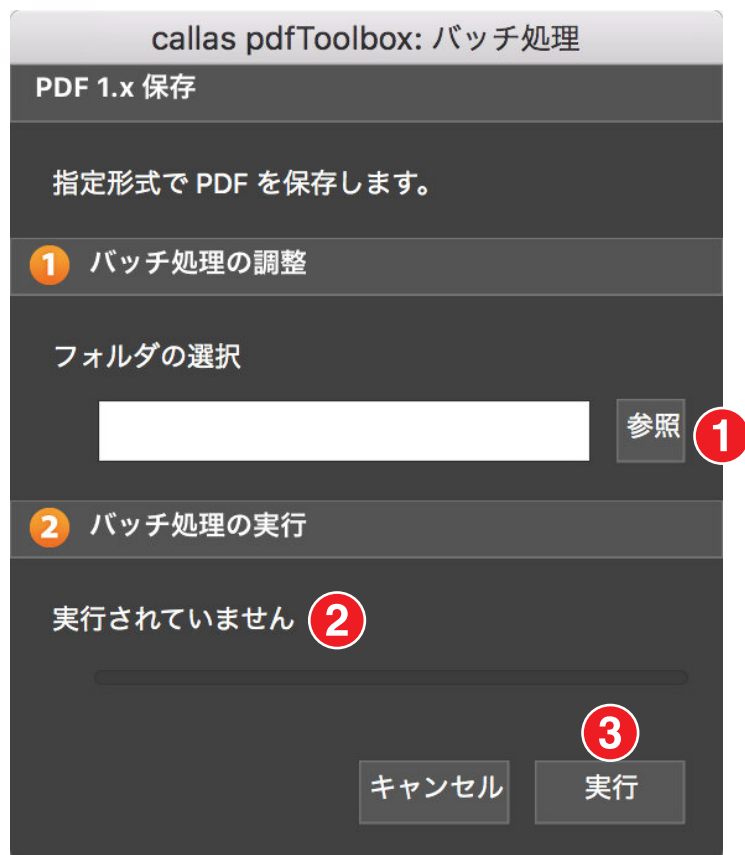 callas pdfToolbox: バッチ処理
PDF 1.x 保存
指定形式で PDF を保存します。
1 バッチ処理の調整
フォルダの選択
参照 1
2 バッチ処理の実行
実行されていません 2
3
キャンセル 実行